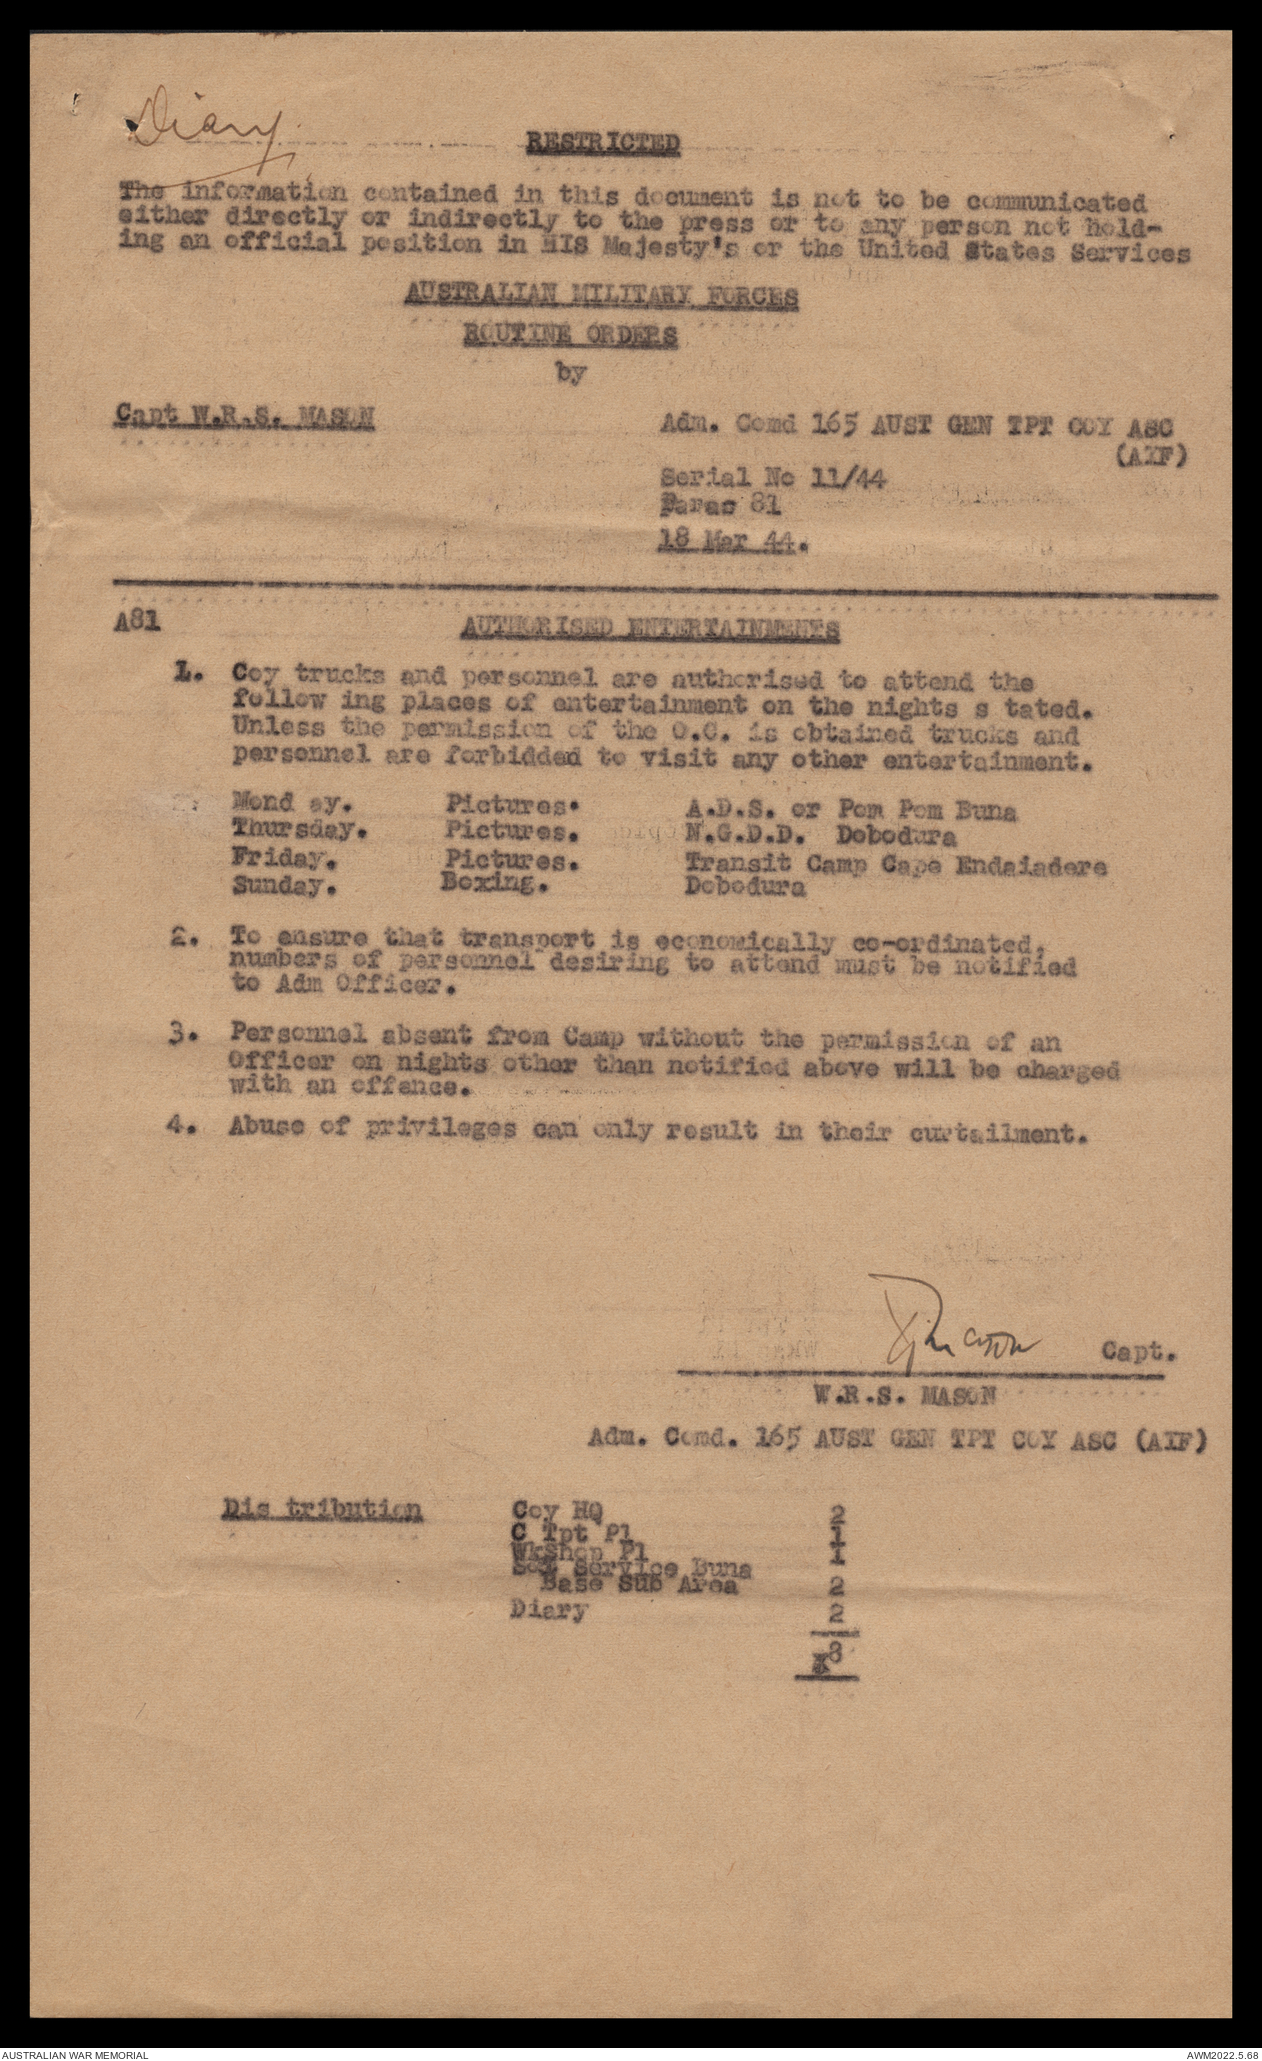 Diary
RESTRICTED
The information contained in this document is not to be communicated
either directly or indirectly to the press or to any person not hold-
ing an official position in HIS Majesty's or the United States Services
AUSTRALIAN MILITARY FORCES
ROUTINE ORDERS
by
Capt W.R.S. MASON
Adm. Comd 165 AUST GEN TPT COY ASC
(AIF)
Serial No 11/44
Paras 81
18 Mar 44.
A81 AUTHORISED ENTERTAINMENTS
1. Coy trucks and personnel are authorised to attend the
follow ing places of entertainment on the nights s tated.
Unless the permission of the O.C. is obtained trucks and
personnel are forbidded to visit any other entertainment.
Mond ay. Pictures. A.D.S. or Pom Pom Buna
Thursday. Pictures. N.G.D.D. Dobodura
Friday. Pictures. Transit Camp Cape Endaiadere
Sunday. Boxing. Dobodura
2. To ensure that transport is economically co-ordinated,
numbers of personnel desiring to attend must be notified
to Adm Officer.
3. Personnel absent from Camp without the permission of an
Officer on nights other than notified above will be charged
with an offence.
4. Abuse of privileges can only result in their curtailment.
Capt.
W.R.S. MASON
Adm. Comd. 165 AUST GEN TPT COY ASC (AIF)
Dis tribution Coy HQ 2
C Tpt Pl 1
WkShop Pl 1
Service Buna
Base Sub Area 2
Diary 2
8
AUSTRALIAN WAR MEMORIAL AWM2022.5.68